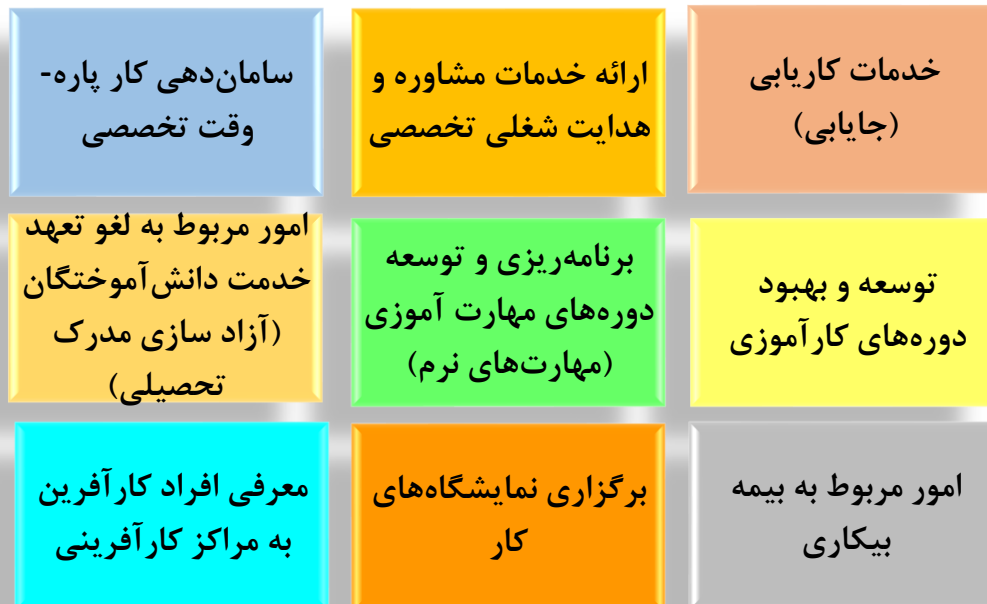 خدمات کاریابی
(جایابی)
ارائه خدمات مشاوره و
هدایت شغلی تخصصی
سامان‌دهی کار پاره-
وقت تخصصی
توسعه و بهبود
دوره‌های کارآموزی
برنامه‌ریزی و توسعه
دوره‌های مهارت آموزی
(مهارت‌های نرم)
امور مربوط به لغو تعهد
خدمت دانش‌آموختگان
(آزاد سازی مدرک
تحصیلی)
امور مربوط به بیمه
بیکاری
برگزاری نمایشگاه‌های
کار
معرفی افراد کارآفرین
به مراکز کارآفرینی